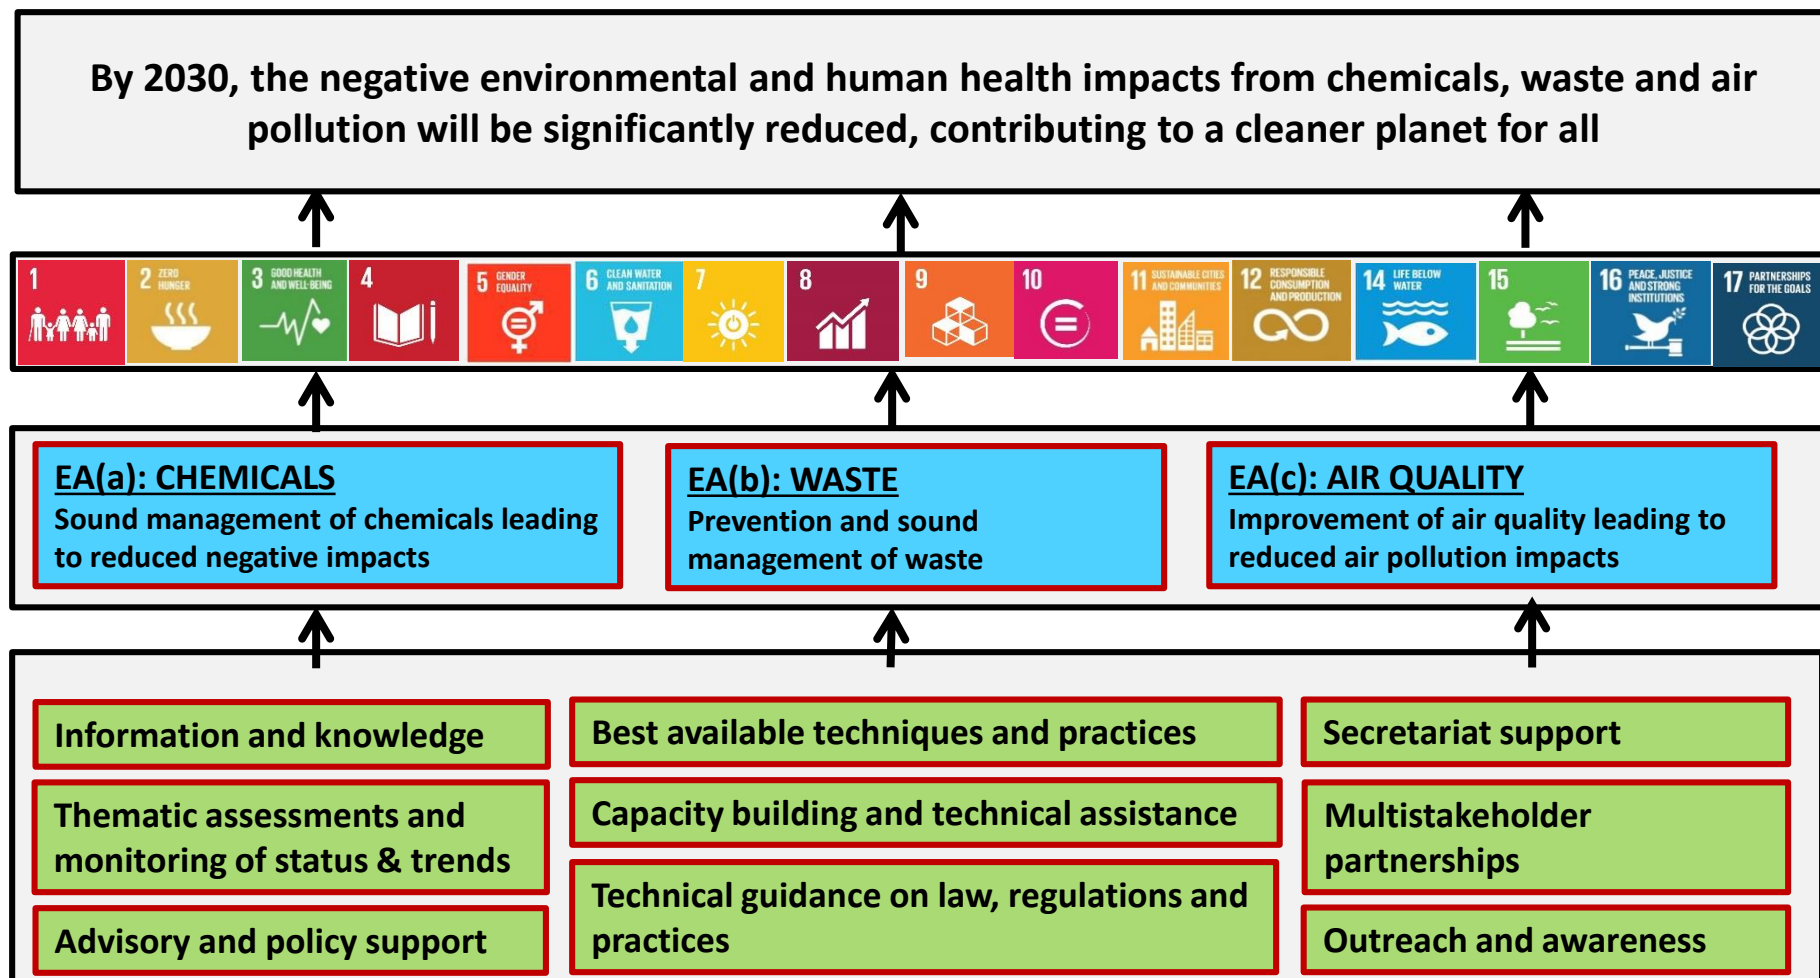 By 2030, the negative environmental and human health impacts from chemicals, waste and air
pollution will be significantly reduced, contributing to a cleaner planet for all
1
2 ZERO
HUNGER
3 GOOD HEALTH
AND WELL-BEING
4
5 GENDER
EQUALITY
6 CLEAN WATER
AND SANITATION
7
8
9
10
11 SUSTAINABLE CITIES
AND COMMUNITIES
12 RESPONSIBLE
CONSUMPTION
AND PRODUCTION
14 LIFE BELOW
WATER
15
16 PEACE, JUSTICE
AND STRONG
INSTITUTIONS
17 PARTNERSHIPS
FOR THE GOALS
EA(a): CHEMICALS
Sound management of chemicals leading
to reduced negative impacts
EA(b): WASTE
Prevention and sound
management of waste
EA(c): AIR QUALITY
Improvement of air quality leading to
reduced air pollution impacts
Information and knowledge
Thematic assessments and
monitoring of status & trends
Advisory and policy support
Best available techniques and practices
Capacity building and technical assistance
Technical guidance on law, regulations and
practices
Secretariat support
Multistakeholder
partnerships
Outreach and awareness